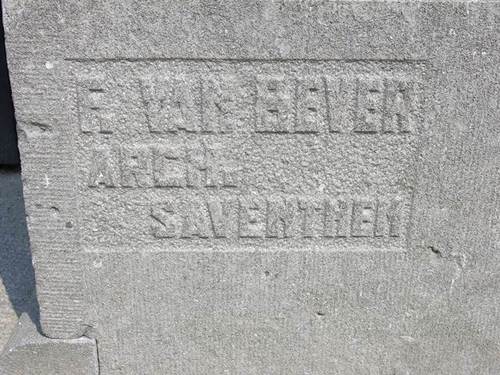 F. VAN BEVER
ARCH.
SAVENTHEM